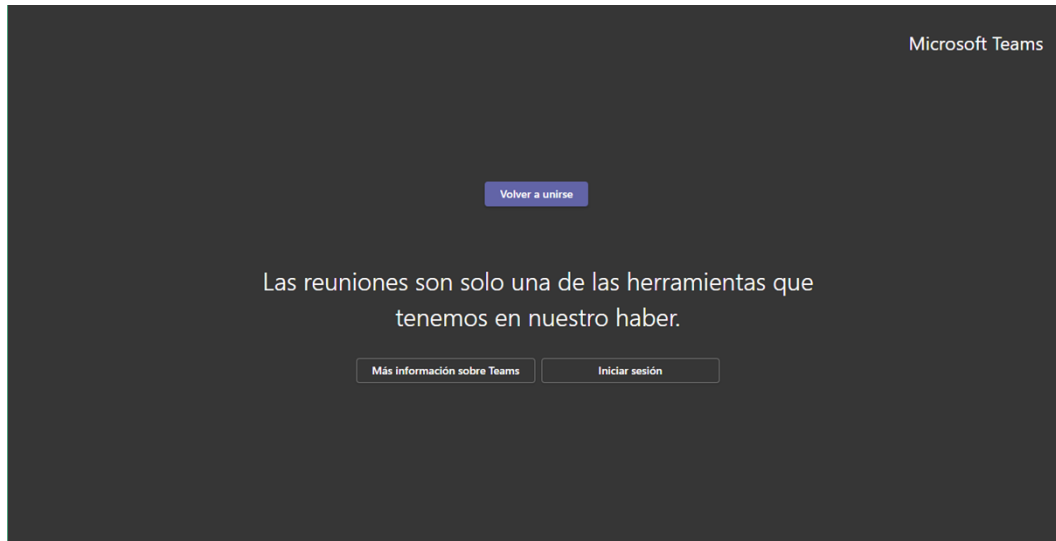 Microsoft Teams
Volver a unirse
Las reuniones son solo una de las herramientas que
tenemos en nuestro haber.
Más información sobre Teams
Iniciar sesión